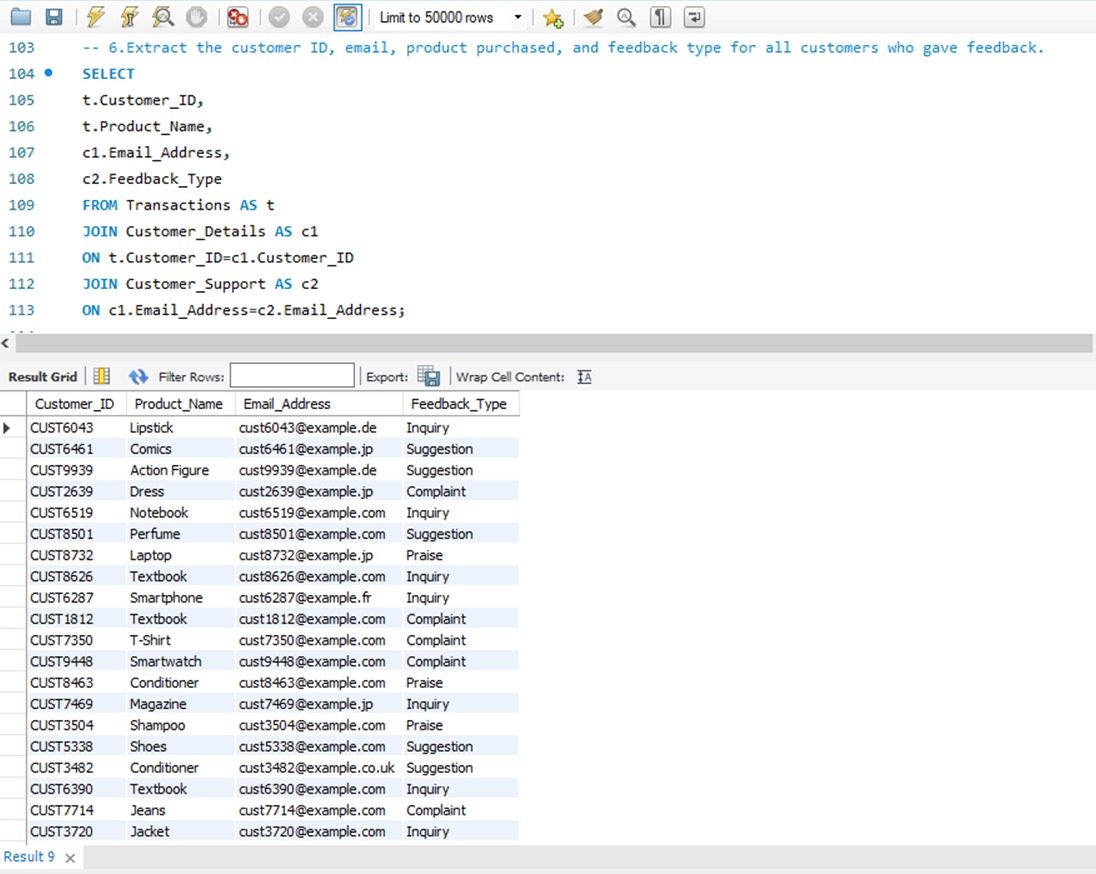 Limit to 50000 rows
103 -- 6.Extract the customer ID, email, product purchased, and feedback type for all customers who gave feedback.
104 SELECT
105 t.Customer_ID,
106 t.Product_Name,
107 c1.Email_Address,
108 c2.Feedback_Type
109 FROM Transactions AS t
110 JOIN Customer_Details AS c1
111 ON t.Customer_ID=c1.Customer_ID
112 JOIN Customer_Support AS c2
113 ON c1.Email_Address=c2.Email_Address;
Result Grid Filter Rows: Export: Wrap Cell Content: IA
Customer_ID Product_Name Email_Address Feedback_Type
CUST6043 Lipstick cust6043@example.de Inquiry
CUST6461 Comics cust6461@example.jp Suggestion
CUST9939 Action Figure cust9939@example.de Suggestion
CUST2639 Dress cust2639@example.jp Complaint
CUST6519 Notebook cust6519@example.com Inquiry
CUST8501 Perfume cust8501@example.com Suggestion
CUST8732 Laptop cust8732@example.jp Praise
CUST8626 Textbook cust8626@example.com Inquiry
CUST6287 Smartphone cust6287@example.fr Inquiry
CUST1812 Textbook cust1812@example.com Complaint
CUST7350 T-Shirt cust7350@example.com Complaint
CUST9448 Smartwatch cust9448@example.com Complaint
CUST8463 Conditioner cust8463@example.com Praise
CUST7469 Magazine cust7469@example.jp Inquiry
CUST3504 Shampoo cust3504@example.com Praise
CUST5338 Shoes cust5338@example.com Suggestion
CUST3482 Conditioner cust3482@example.co.uk Suggestion
CUST6390 Textbook cust6390@example.com Inquiry
CUST7714 Jeans cust7714@example.com Complaint
CUST3720 Jacket cust3720@example.com Inquiry
Result 9